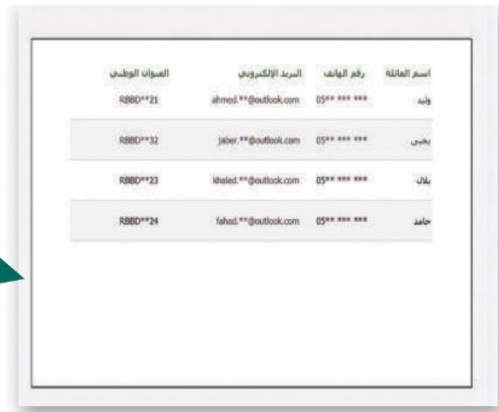 اسم العائلة رقم الهاتف البريد الإلكتروني العنوان الوطني
وليد 05** *** *** ahmed.**@outlook.com RBBD**21
يحيى 05** *** *** jaber.**@outlook.com RBBD**32
بلال 05** *** *** khaled.**@outlook.com RBBD**23
حامد 05** *** *** fahad.**@outlook.com RBBD**24